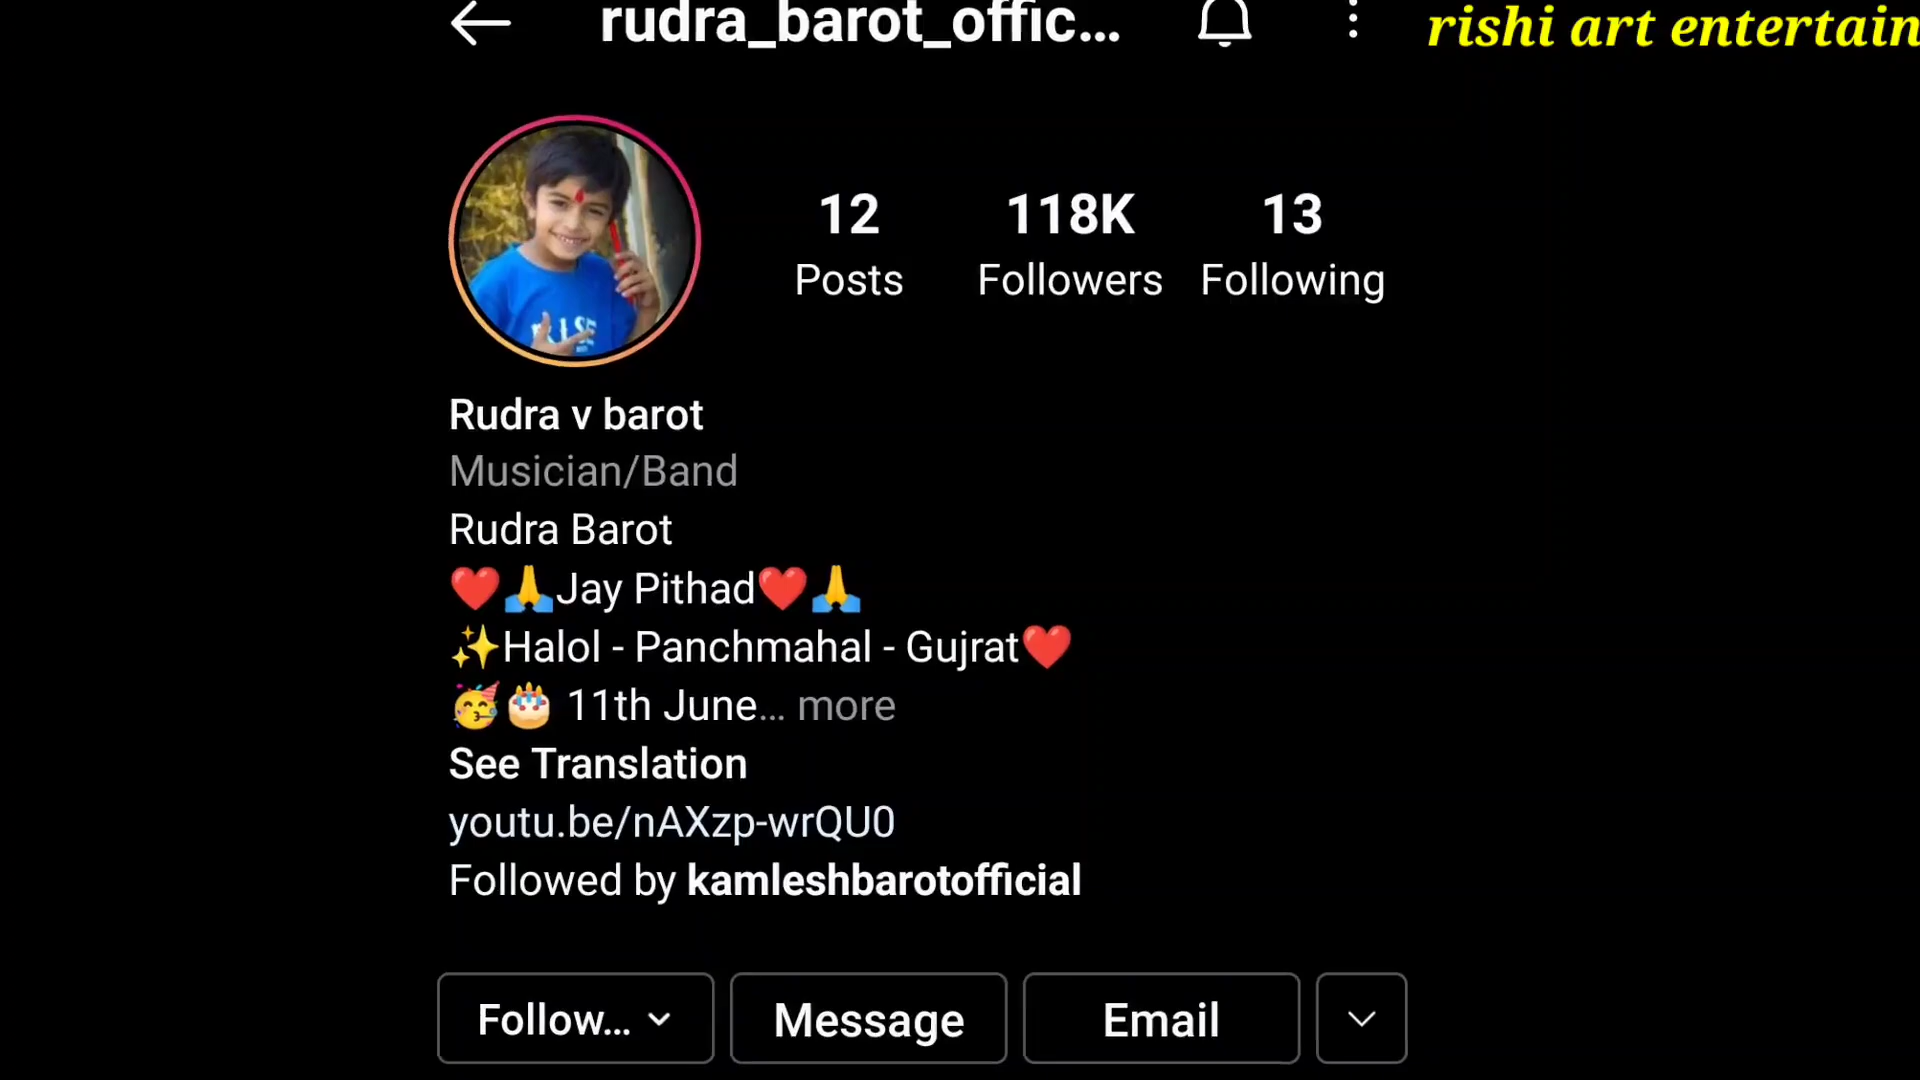 rudra_barot_offic...
rishi art entertain
12
Posts
118K
Followers
13
Following
Rudra v barot
Musician/Band
Rudra Barot
❤️🙏Jay Pithad❤️🙏
✨Halol - Panchmahal - Gujrat❤️
🥳🎂 11th June... more
See Translation
youtu.be/nAXzp-wrQU0
Followed by kamleshbarotofficial
Follow...
Message
Email